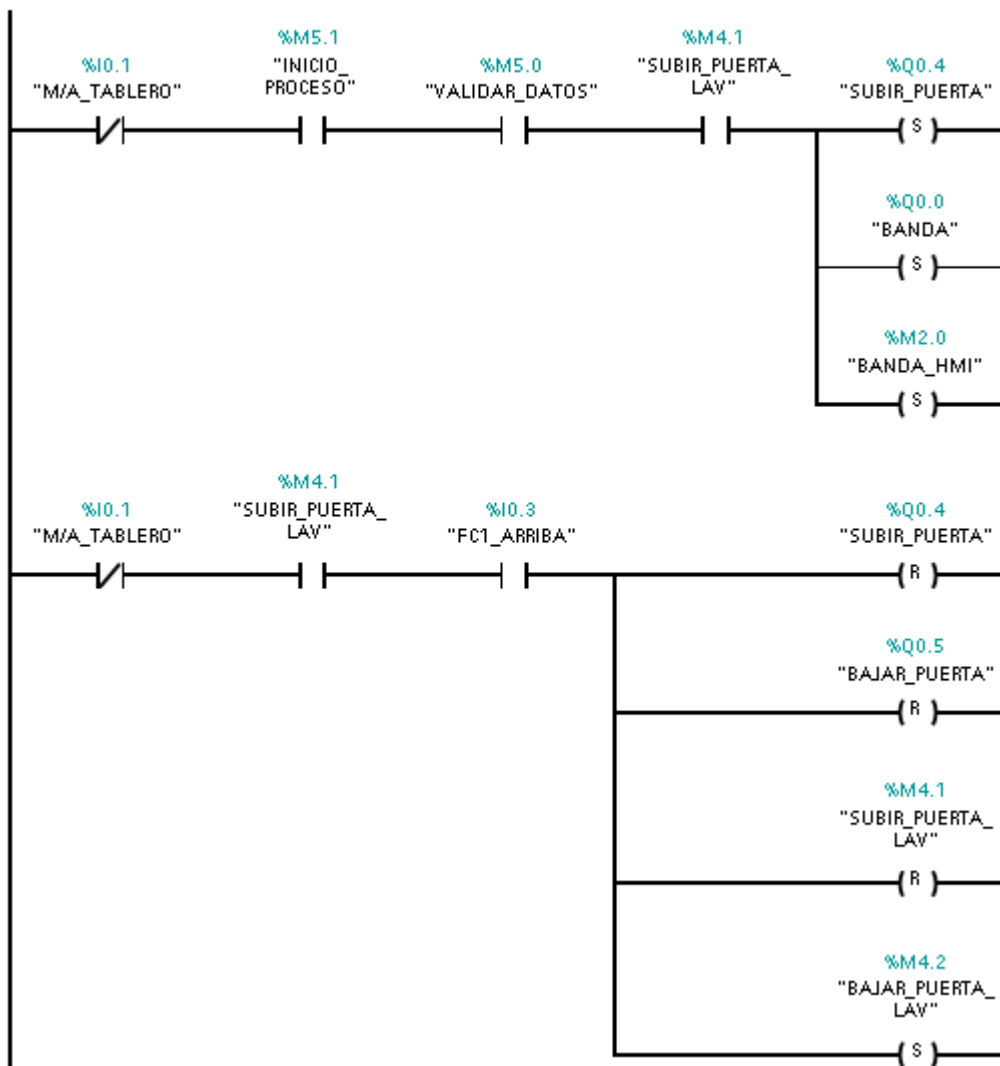 %M5.1
%M4.1
%I0.1
"INICIO_
%M5.0
"SUBIR_PUERTA_
%Q0.4
"M/A_TABLERO"
PROCESO"
"VALIDAR_DATOS"
LAV"
"SUBIR_PUERTA"
S
%Q0.0
"BANDA"
S
%M2.0
"BANDA_HMI"
S
%M4.1
%I0.1
"SUBIR_PUERTA_
%I0.3
%Q0.4
"M/A_TABLERO"
LAV"
"FC1_ARRIBA"
"SUBIR_PUERTA"
R
%Q0.5
"BAJAR_PUERTA"
R
%M4.1
"SUBIR_PUERTA_
LAV"
R
%M4.2
"BAJAR_PUERTA_
LAV"
S